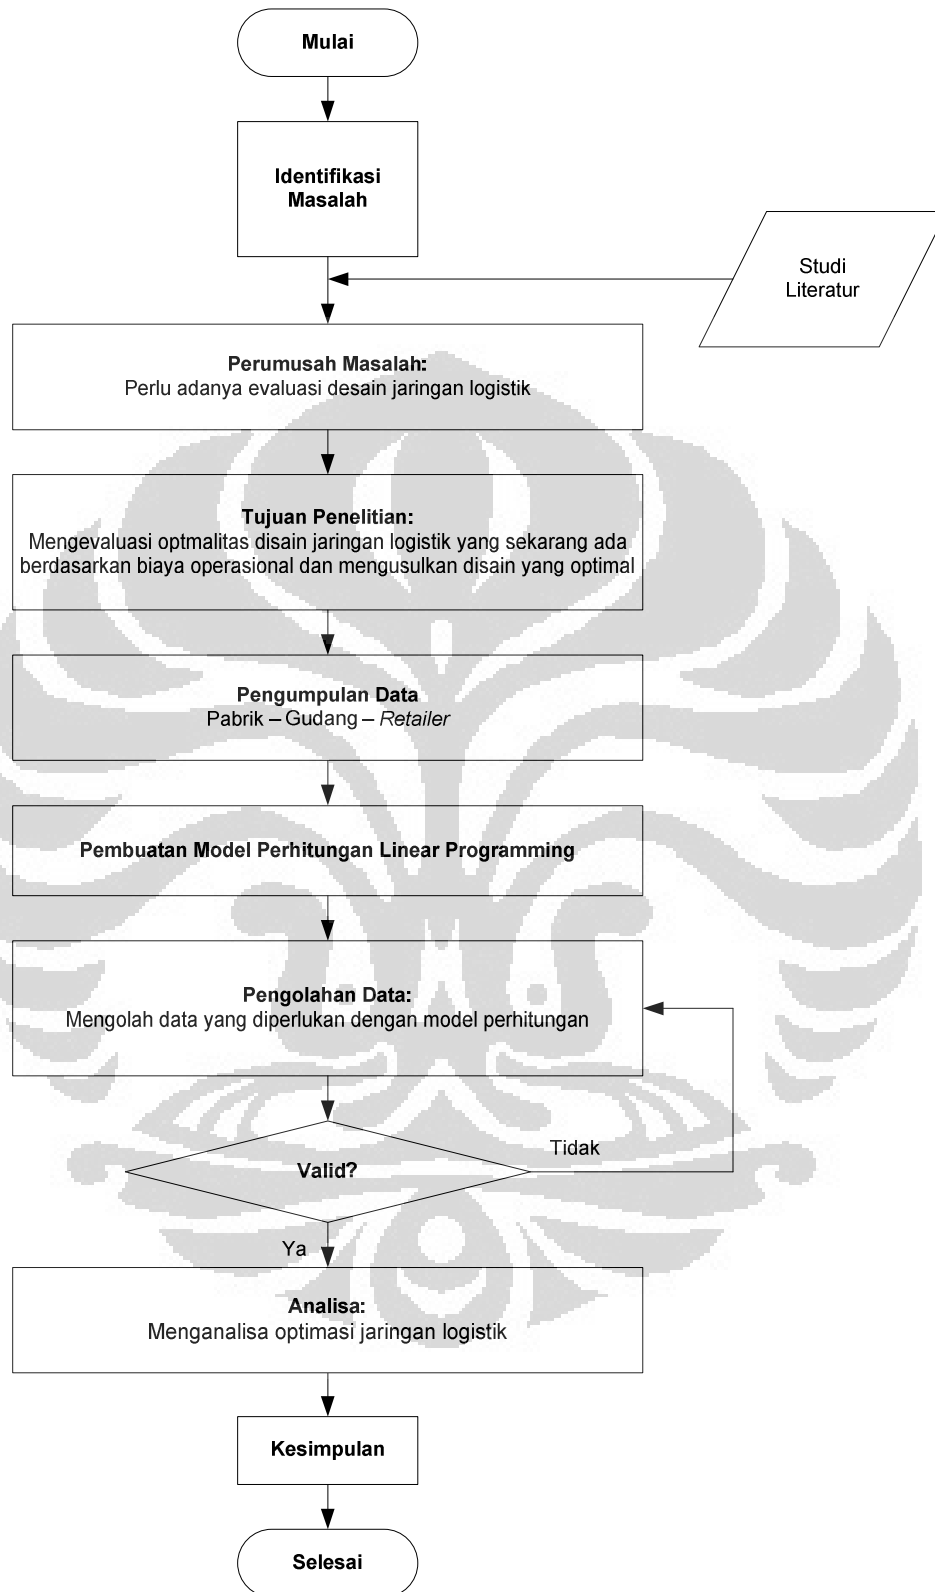 Mulai
Identifikasi
Masalah
Studi
Literatur
Perumusah Masalah:
Perlu adanya evaluasi desain jaringan logistik
Tujuan Penelitian:
Mengevaluasi optmalitas disain jaringan logistik yang sekarang ada
berdasarkan biaya operasional dan mengusulkan disain yang optimal
Pengumpulan Data
Pabrik – Gudang – Retailer
Pembuatan Model Perhitungan Linear Programming
Pengolahan Data:
Mengolah data yang diperlukan dengan model perhitungan
Tidak
Valid?
Ya
Analisa:
Menganalisa optimasi jaringan logistik
Kesimpulan
Selesai